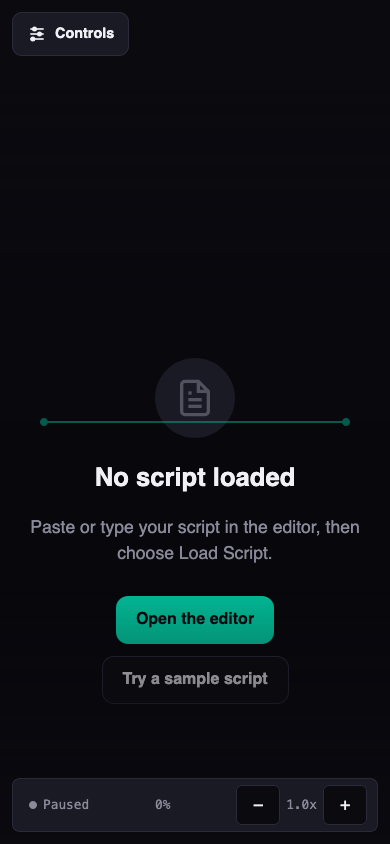 Controls
No script loaded
Paste or type your script in the editor, then
choose Load Script.
Open the editor
Try a sample script
Paused 0% − 1.0x +